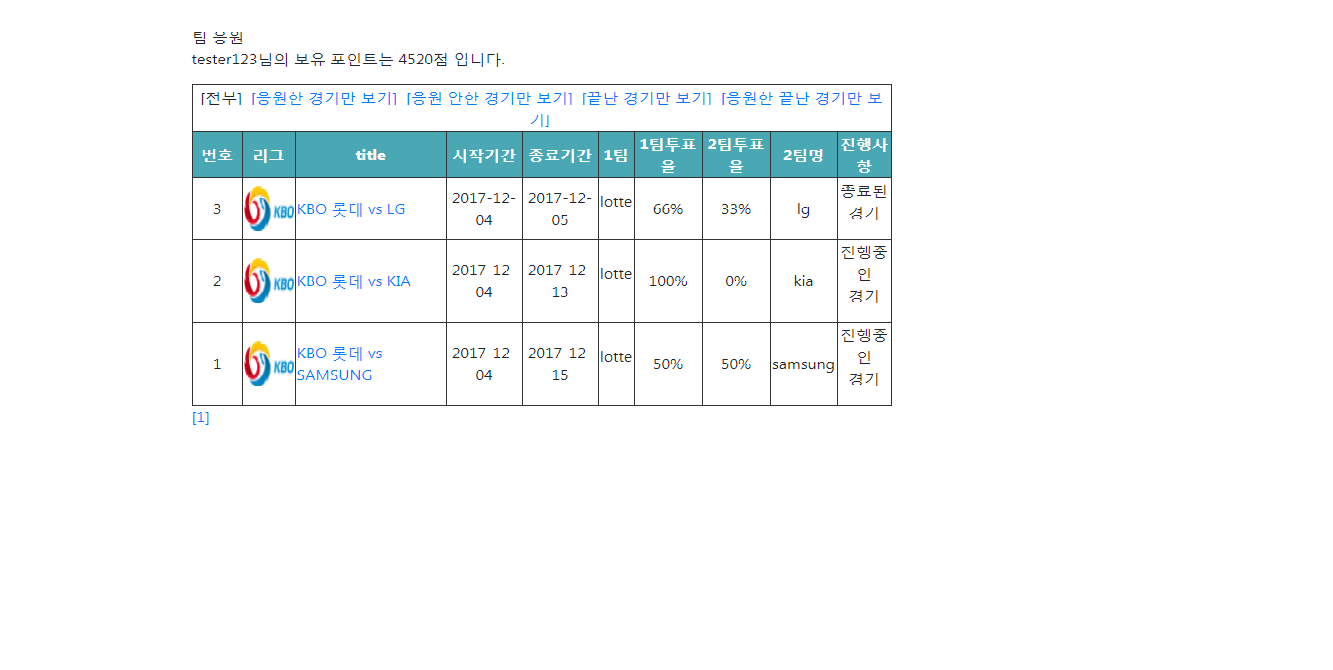 팀 응원
tester123님의 보유 포인트는 4520점 입니다.
[전부] [응원한 경기만 보기] [응원 안한 경기만 보기] [끝난 경기만 보기] [응원한 끝난 경기만 보
기]
번호 리그 title 시작기간 종료기간 1팀 1팀투표 2팀투표 2팀명 진행사
율 율 항
3 KBO KBO 롯데 vs LG 2017-12- 2017-12- lotte 66% 33% lg 종료된
04 05 경기
2 KBO KBO 롯데 vs KIA 2017-12- 2017-12- lotte 100% 0% kia 진행중
04 13 인
경기
1 KBO KBO 롯데 vs 2017-12- 2017-12- lotte 50% 50% samsung 진행중
SAMSUNG 04 15 인
경기
[1]